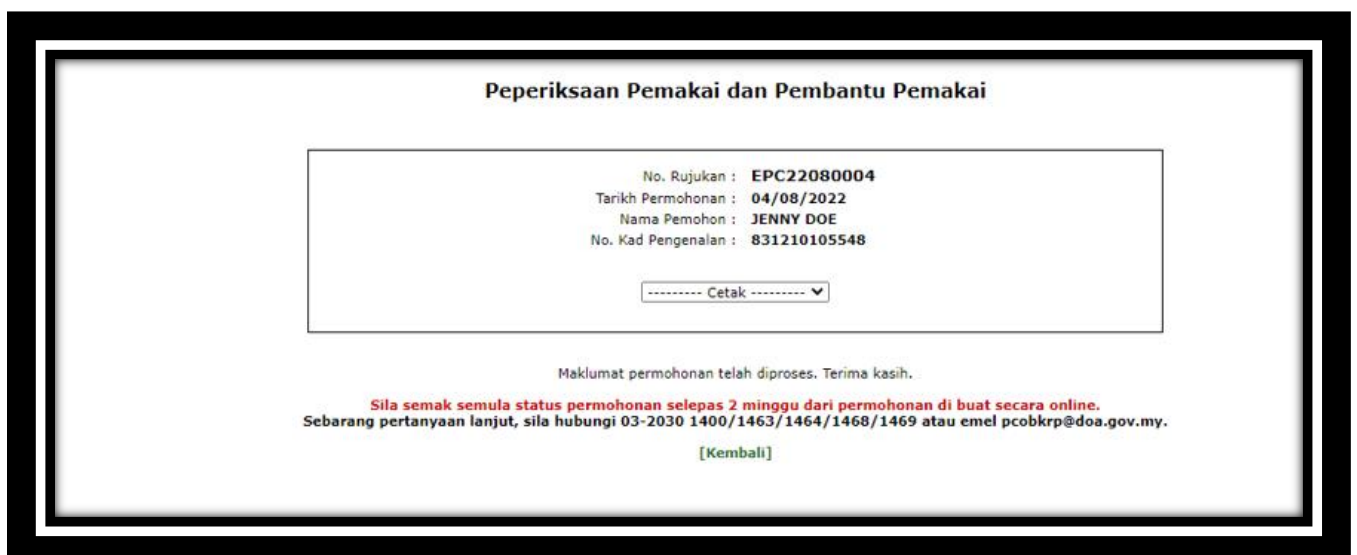 Peperiksaan Pemakai dan Pembantu Pemakai
No. Rujukan : EPC22080004
Tarikh Permohonan : 04/08/2022
Nama Pemohon : JENNY DOE
No. Kad Pengenalan : 831210105548
--------- Cetak ---------
Maklumat permohonan telah diproses. Terima kasih.
Sila semak semula status permohonan selepas 2 minggu dari permohonan di buat secara online.
Sebarang pertanyaan lanjut, sila hubungi 03-2030 1400/1463/1464/1468/1469 atau emel pcobkrp@doa.gov.my.
[Kembali]